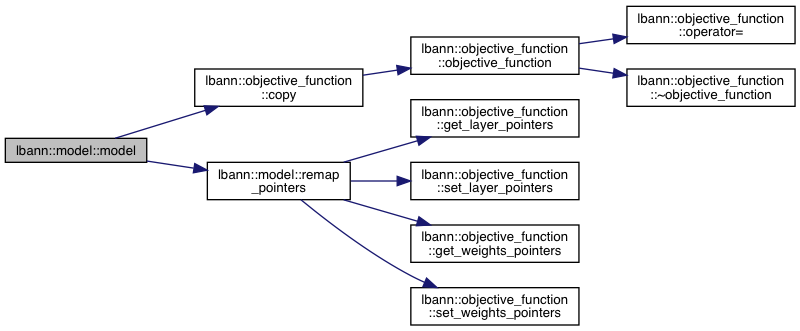 lbann::model::model
lbann::objective_function
::copy
lbann::model::remap
_pointers
lbann::objective_function
::objective_function
lbann::objective_function
::get_layer_pointers
lbann::objective_function
::set_layer_pointers
lbann::objective_function
::get_weights_pointers
lbann::objective_function
::set_weights_pointers
lbann::objective_function
::operator=
lbann::objective_function
::~objective_function